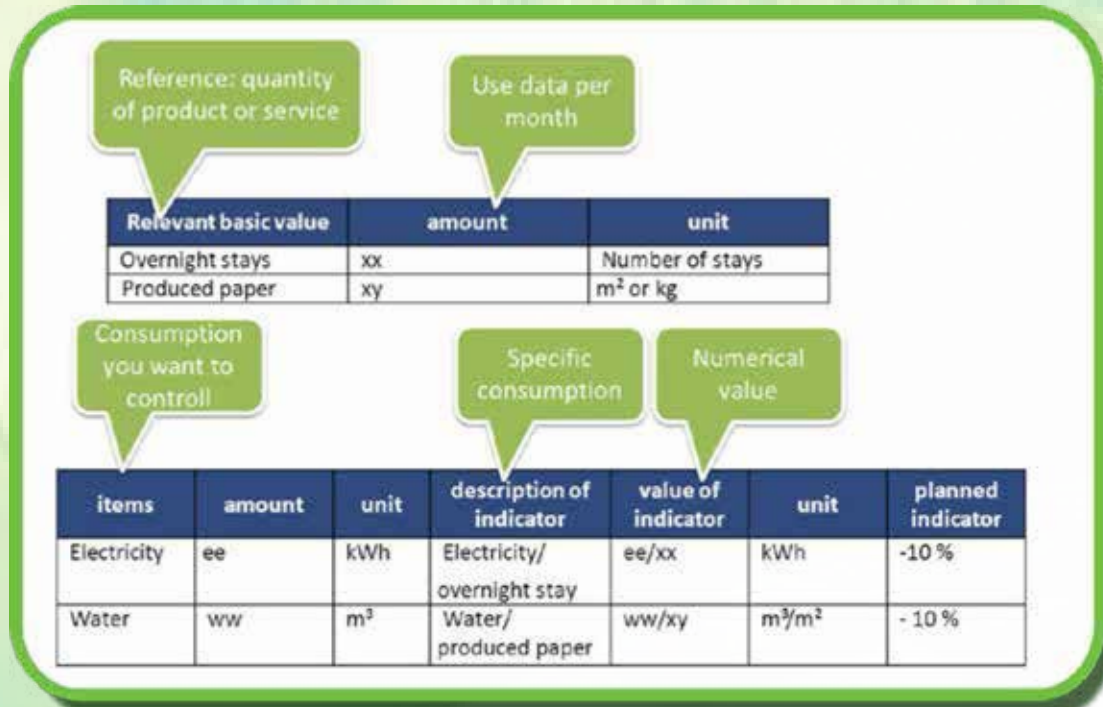 Reference: quantity
of product or service
Use data per
month
Relevant basic value amount unit
Overnight stays xx Number of stays
Produced paper xy m² or kg
Consumption
you want to
controll
Specific
consumption
Numerical
value
items amount unit description of indicator value of indicator unit planned indicator
Electricity ee kWh Electricity/ ee/xx kWh -10 %
overnight stay
Water ww m³ Water/ ww/xy m³/m² - 10 %
produced paper